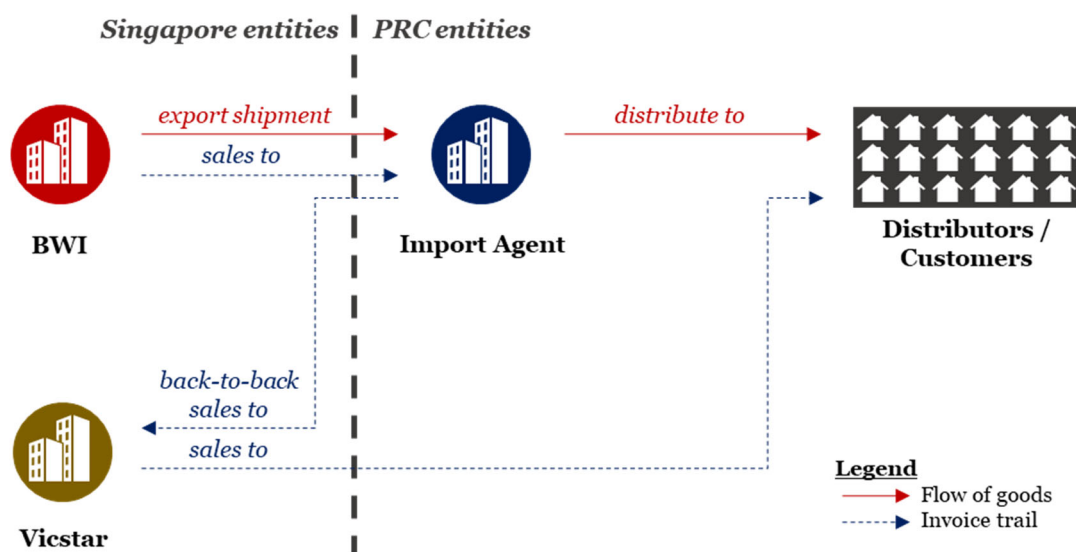 Singapore entities
PRC entities
export shipment
distribute to
sales to
BWI
Import Agent
Distributors /
Customers
back-to-back
sales to
sales to
Legend
Flow of goods
Invoice trail
Vicstar